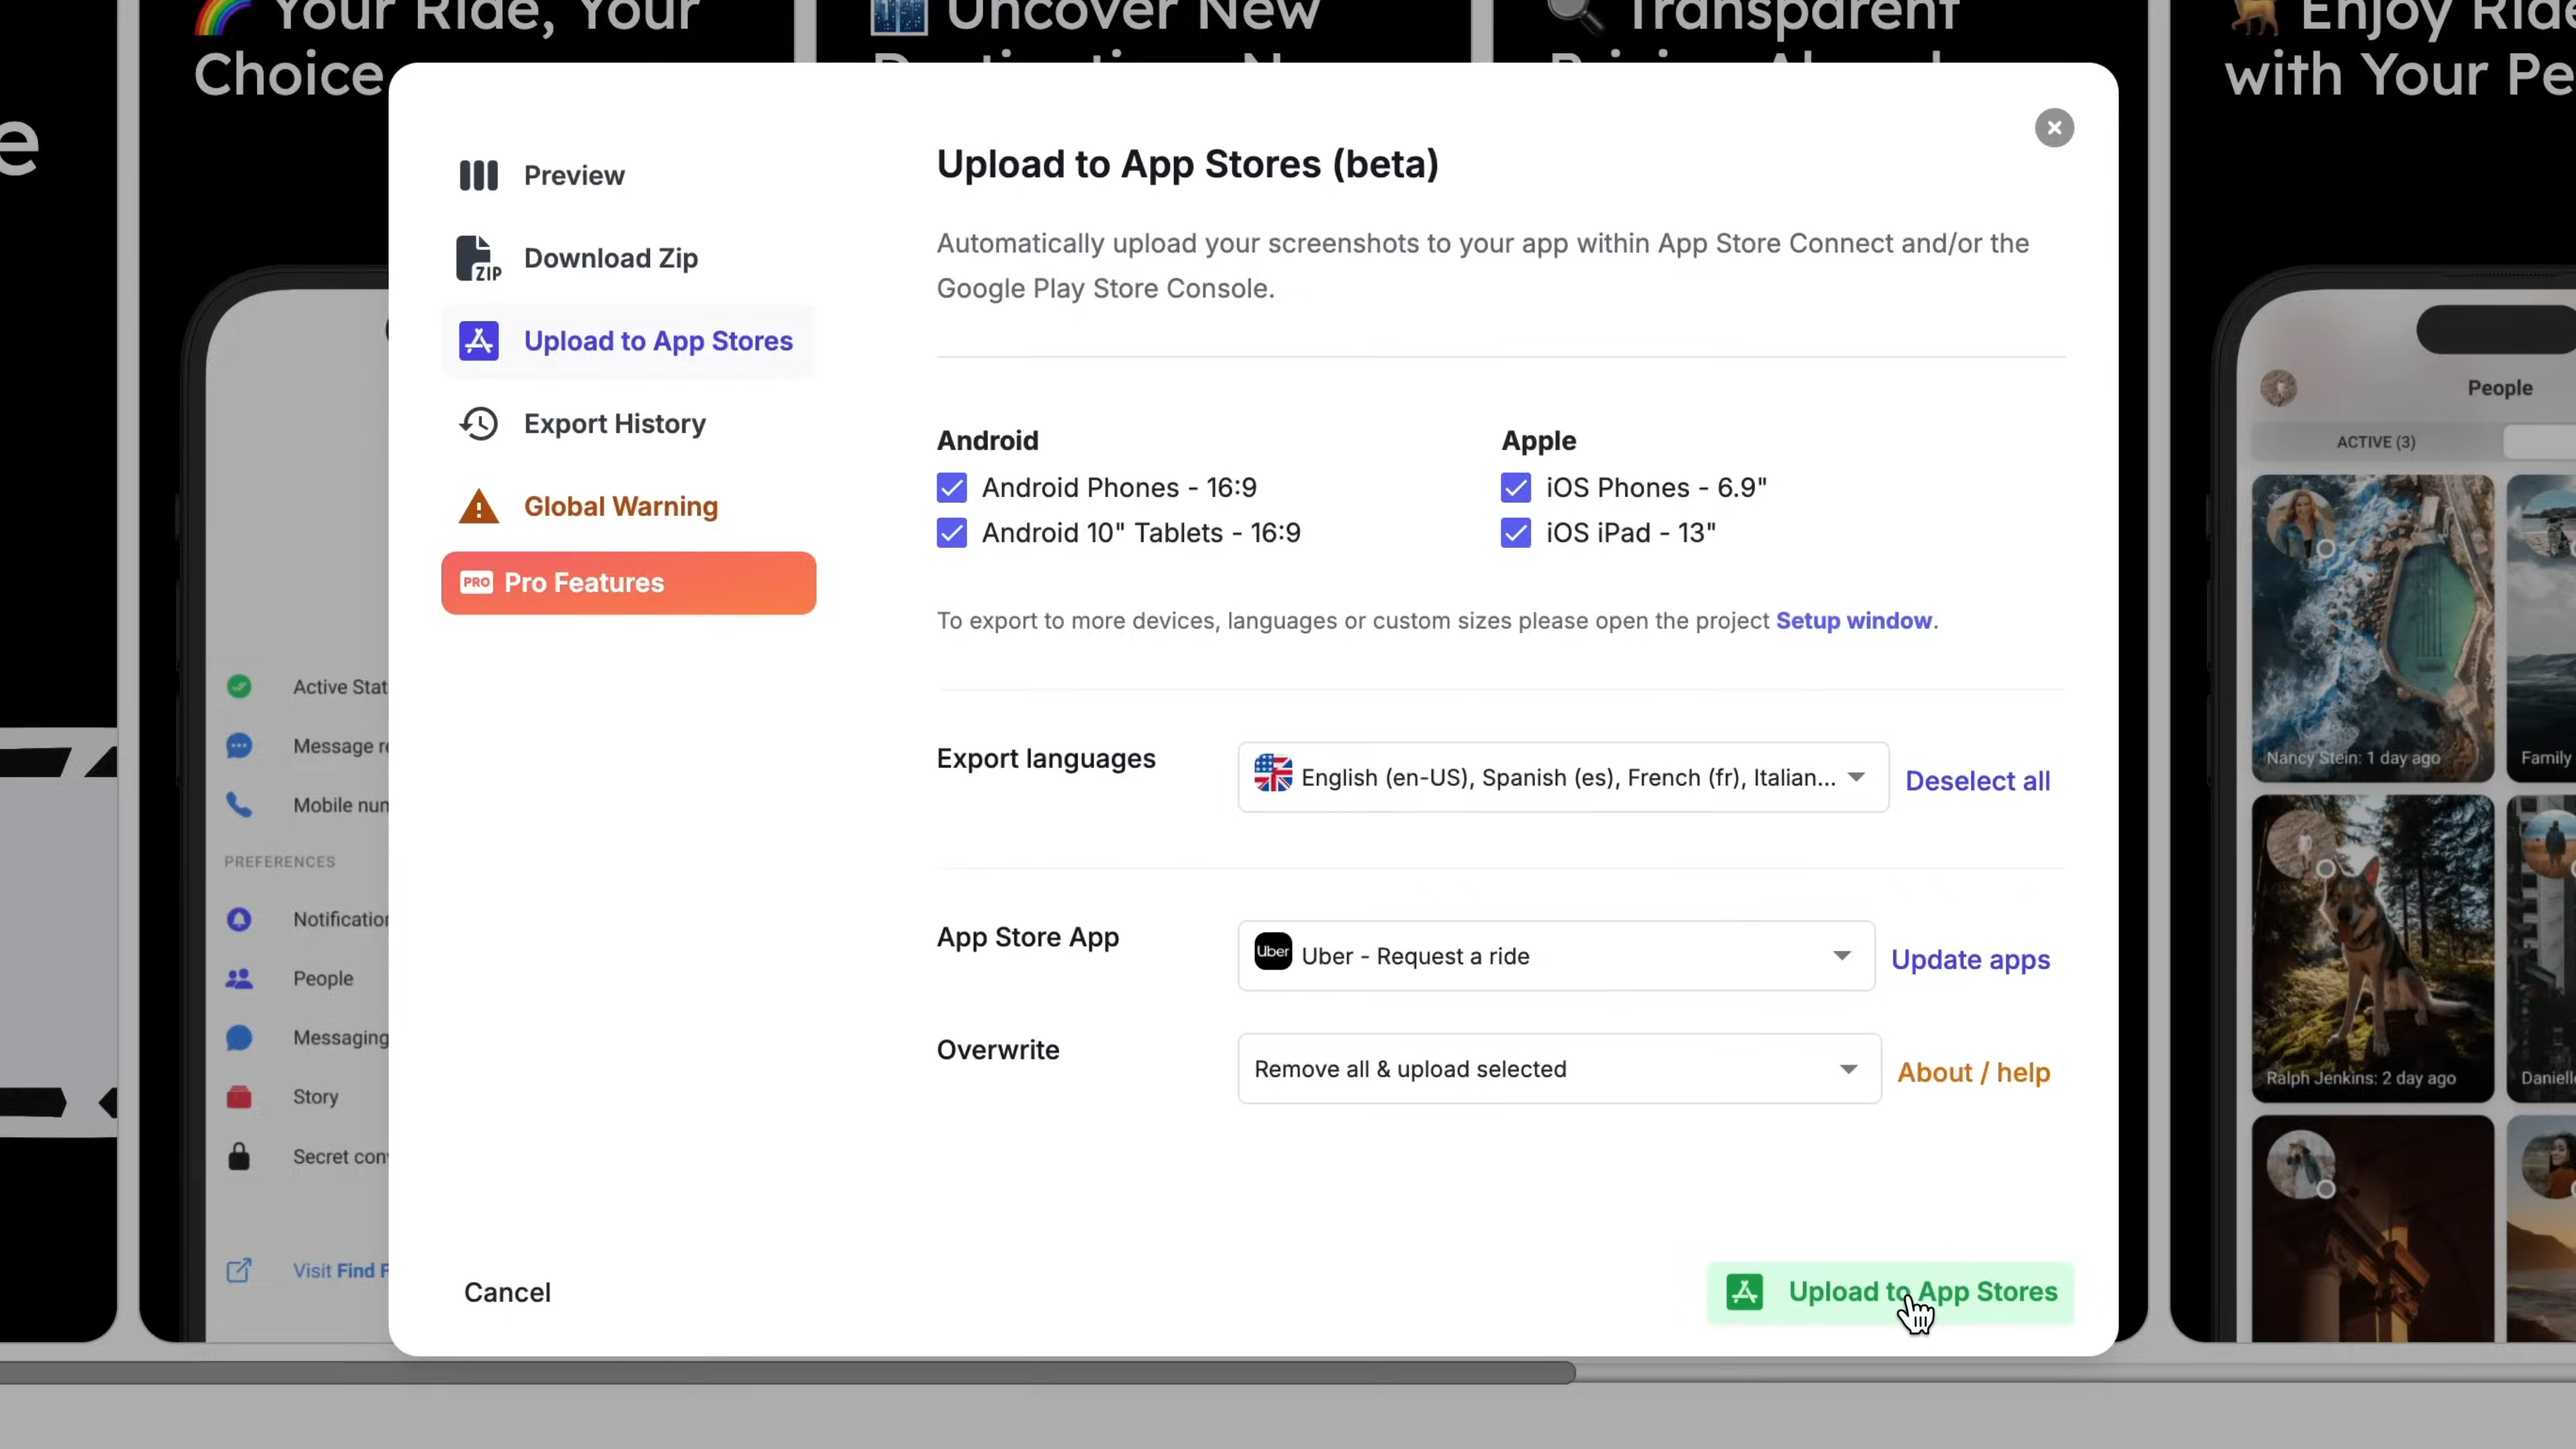 Your Ride, Your
Choice
Uncover New
Transparent
Enjoy
with Your
e
Preview
ZIP
Download Zip
Upload to App Stores
Export History
Global Warning
PRO Pro Features
Cancel
Upload to App Stores (beta)
Automatically upload your screenshots to your app within App Store Connect and/or the
Google Play Store Console.
Android
Android Phones - 16:9
Android 10" Tablets - 16:9
Apple
iOS Phones - 6.9"
iOS iPad - 13"
To export to more devices, languages or custom sizes please open the project Setup window.
Export languages
English (en-US), Spanish (es), French (fr), Italian...
Deselect all
App Store App
Uber
Uber - Request a ride
Update apps
Overwrite
Remove all & upload selected
About / help
Upload to App Stores
Active
Message
Mobile
PREFERENCES
People
Messaging
Story
Secret
Visit Find
People
ACTIVE (3)
Nancy Stein: 1 day ago
Family
Ralph Jenkins: 2 day ago